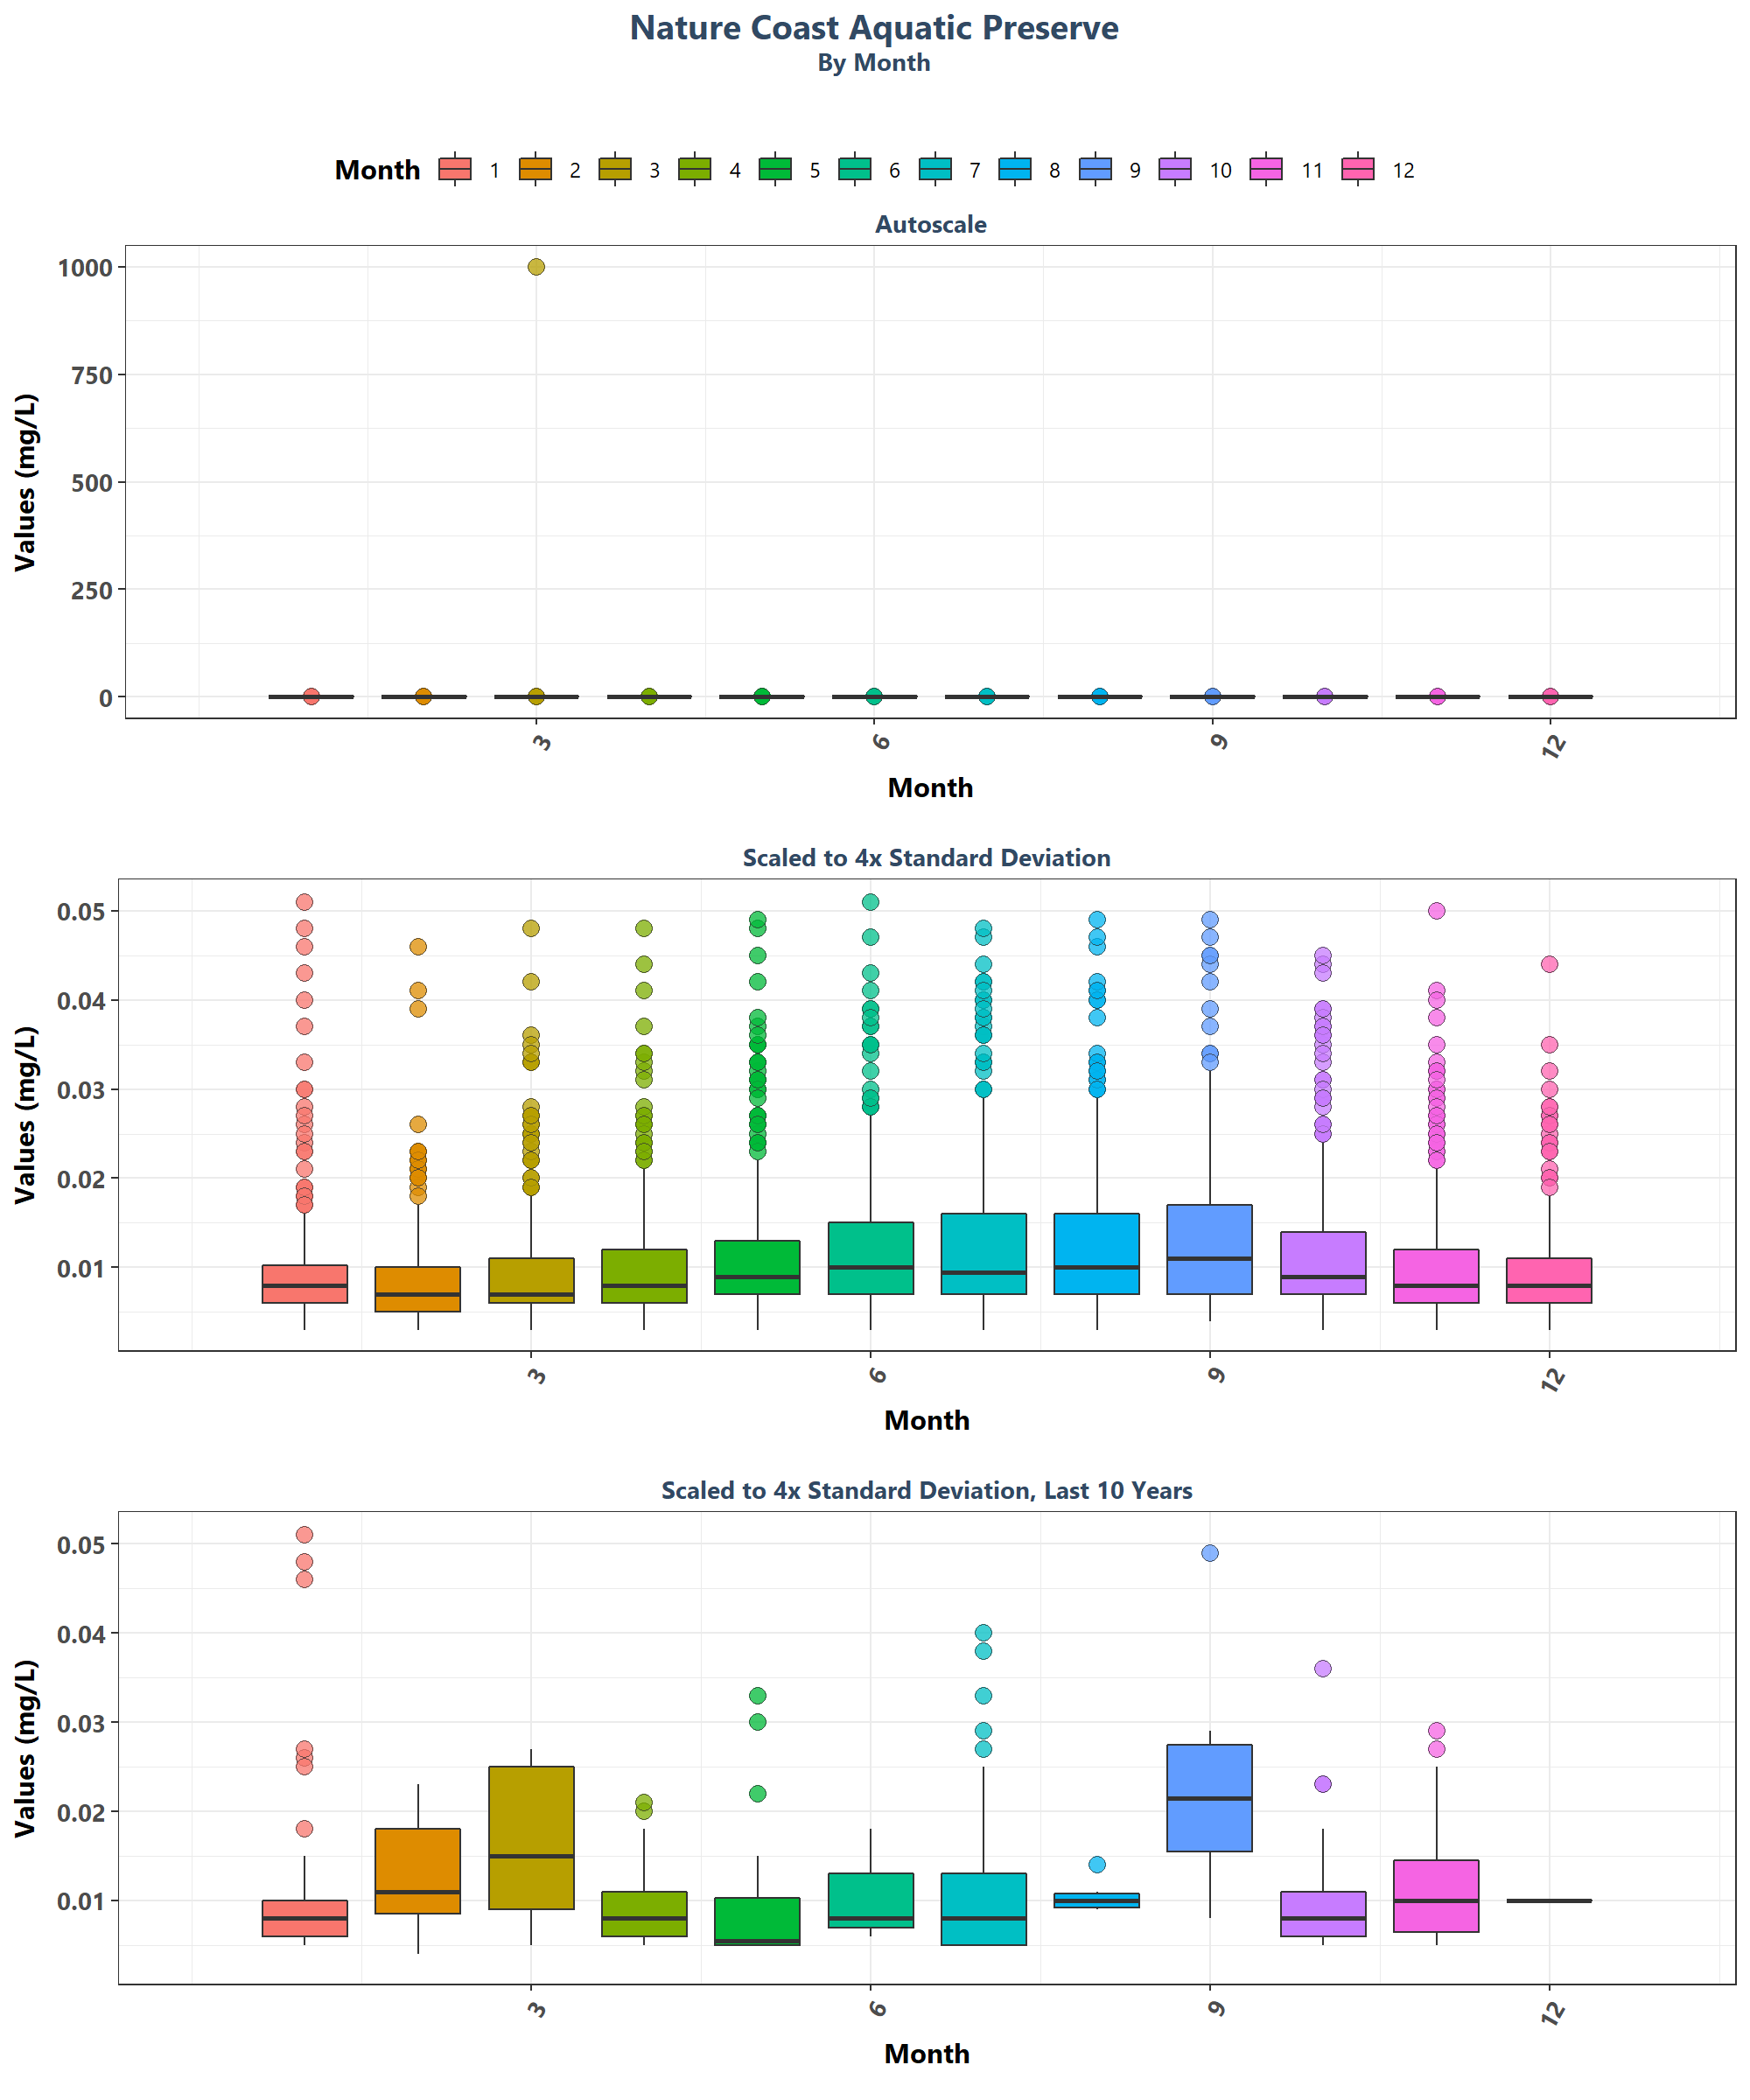 Nature Coast Aquatic Preserve
By Month
Month 1 2 3 4 5 6 7 8 9 10 11 12
Autoscale
Values (mg/L)
1000
750
500
250
0
3 6 9 12
Month
Scaled to 4x Standard Deviation
Values (mg/L)
0.05
0.04
0.03
0.02
0.01
3 6 9 12
Month
Scaled to 4x Standard Deviation, Last 10 Years
Values (mg/L)
0.05
0.04
0.03
0.02
0.01
3 6 9 12
Month